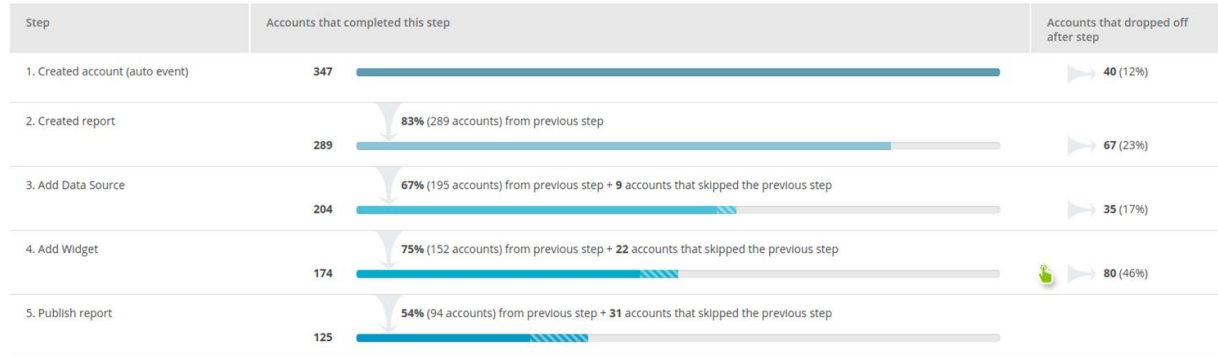 Step
Accounts that completed this step
Accounts that dropped off
after step
1. Created account (auto event)
347
40 (12%)
2. Created report
83% (289 accounts) from previous step
289
67 (23%)
3. Add Data Source
67% (195 accounts) from previous step + 9 accounts that skipped the previous step
204
35 (17%)
4. Add Widget
75% (152 accounts) from previous step + 22 accounts that skipped the previous step
174
80 (46%)
5. Publish report
54% (94 accounts) from previous step + 31 accounts that skipped the previous step
125